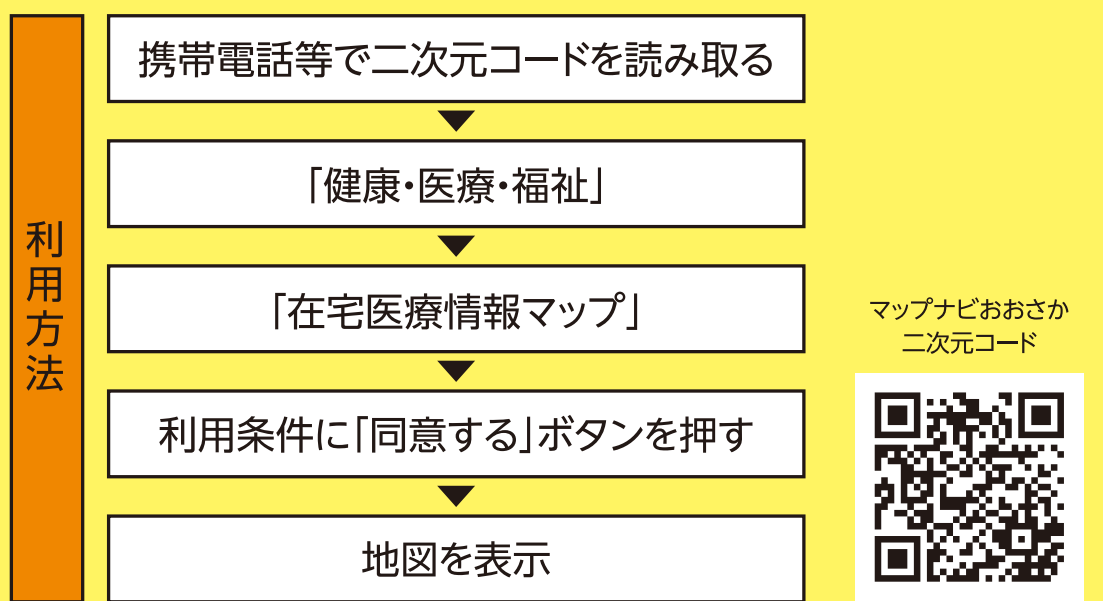 利用方法
携帯電話等で二次元コードを読み取る
「健康・医療・福祉」
「在宅医療情報マップ」
利用条件に「同意する」ボタンを押す
地図を表示
マップナビおおさか
二次元コード